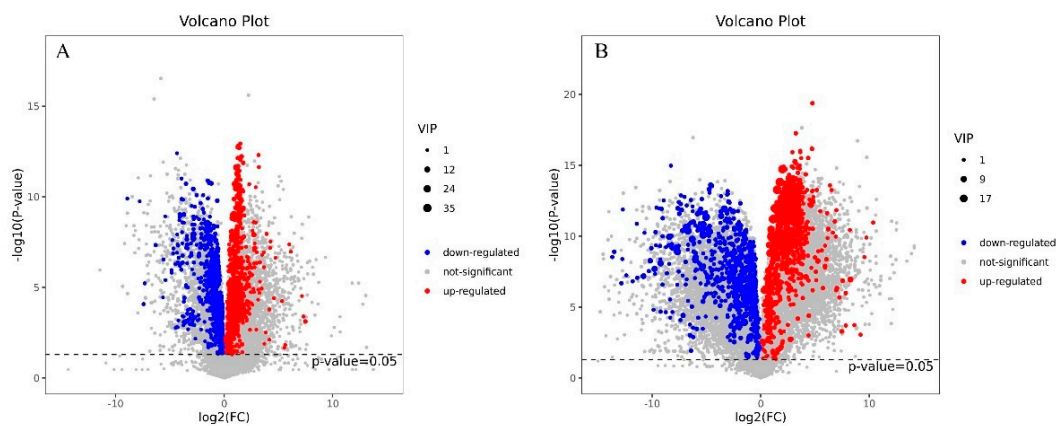 Volcano Plot
A
-log10(P-value)
15
10
5
0
p-value=0.05
-10
0
10
log2(FC)
VIP
1
12
24
35
down-regulated
not-significant
up-regulated
Volcano Plot
B
-log10(P-value)
20
15
10
5
0
p-value=0.05
-10
0
10
log2(FC)
VIP
1
9
17
down-regulated
not-significant
up-regulated